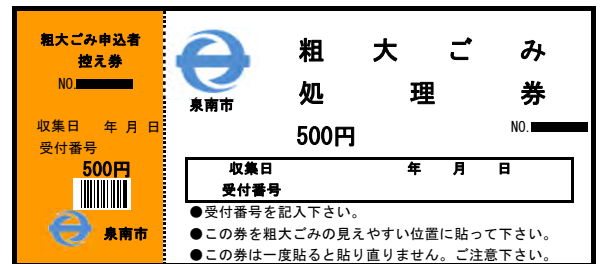 粗大ごみ申込者
控え券
NO.
収集日 年 月 日
受付番号
500円
泉南市
泉南市
粗大ごみ
処理券
500円
NO.
収集日 年 月 日
受付番号
●受付番号を記入下さい。
●この券を粗大ごみの見えやすい位置に貼って下さい。
●この券は一度貼ると貼り直りません。ご注意下さい。